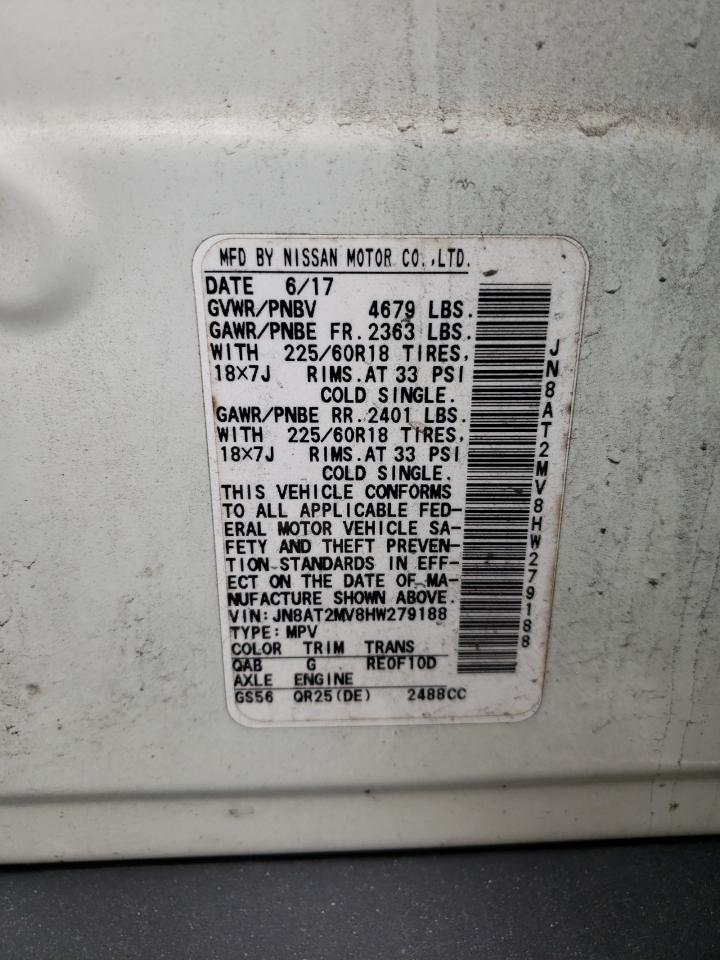 MFD BY NISSAN MOTOR CO.,LTD.
DATE 6/17
GVWR/PNBV 4679 LBS.
GAWR/PNBE FR.2363 LBS.
WITH 225/60R18 TIRES,
18×7J RIMS.AT 33 PSI
COLD SINGLE.
GAWR/PNBE RR.2401 LBS.
WITH 225/60R18 TIRES,
18×7J RIMS.AT 33 PSI
COLD SINGLE.
THIS VEHICLE CONFORMS
TO ALL APPLICABLE FED-
ERAL MOTOR VEHICLE SA-
FETY AND THEFT PREVEN-
TION STANDARDS IN EFF-
ECT ON THE DATE OF MA-
NUFACTURE SHOWN ABOVE.
VIN:JN8AT2MV8HW279188
TYPE:MPV
COLOR TRIM TRANS
QAB G RE0F10D
AXLE ENGINE
GS56 QR25(DE) 2488CC
JN8AT2MV8HW279188